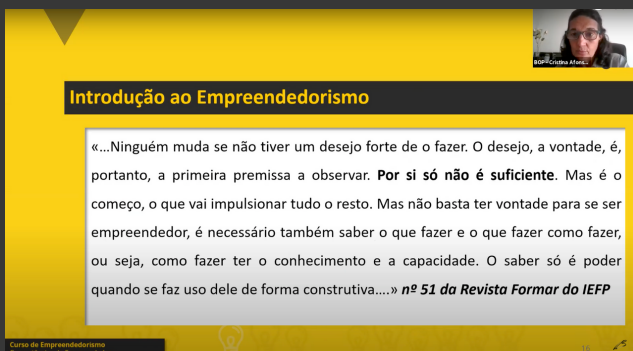 BOP-Cristina Afons...
Introdução ao Empreendedorismo
«...Ninguém muda se não tiver um desejo forte de o fazer. O desejo, a vontade, é,
portanto, a primeira premissa a observar. Por si só não é suficiente. Mas é o
começo, o que vai impulsionar tudo o resto. Mas não basta ter vontade para se ser
empreendedor, é necessário também saber o que fazer e o que fazer como fazer,
ou seja, como fazer ter o conhecimento e a capacidade. O saber só é poder
quando se faz uso dele de forma construtiva....» nº 51 da Revista Formar do IEFP
Curso de Empreendedorismo
16